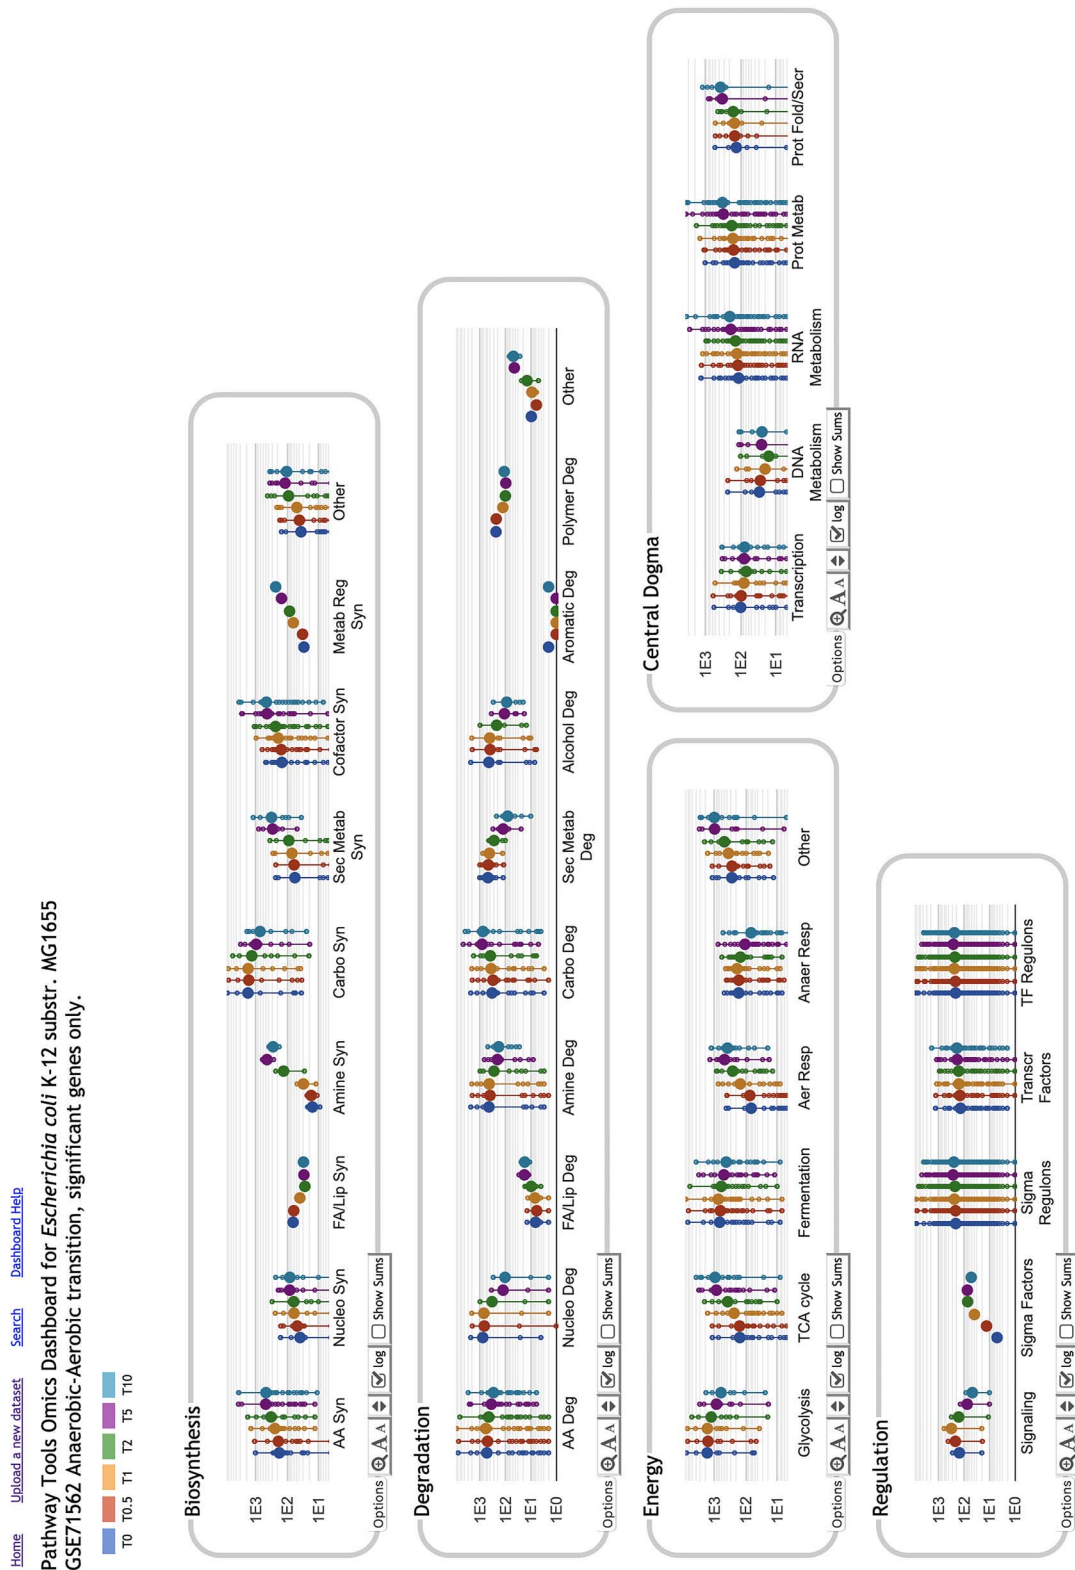 Home Upload a new dataset Search Dashboard Help
Pathway Tools Omics Dashboard for Escherichia coli K-12 substr. MG1655
GSE71562 Anaerobic-Aerobic transition, significant genes only.
T0 T0.5 T1 T2 T5 T10
Biosynthesis
1E3
1E2
1E1
AA Syn
Nucleo Syn
FA/Lip Syn
Amine Syn
Carbo Syn
Sec Metab
Syn
Cofactor Syn
Metab Reg
Syn
Other
Options A A log Show Sums
Degradation
1E3
1E2
1E1
1E0
AA Deg
Nucleo Deg
FA/Lip Deg
Amine Deg
Carbo Deg
Sec Metab
Deg
Alcohol Deg
Aromatic Deg
Polymer Deg
Other
Options A A log Show Sums
Energy
1E3
1E2
1E1
Glycolysis
TCA cycle
Fermentation
Aer Resp
Anaer Resp
Other
Options A A log Show Sums
Central Dogma
1E3
1E2
1E1
Transcription
DNA
Metabolism
RNA
Metabolism
Prot Metab
Prot Fold/Secr
Options A A log Show Sums
Regulation
1E3
1E2
1E1
1E0
Signaling
Sigma Factors
Sigma
Regulons
Transcr
Factors
TF Regulons
Options A A log Show Sums